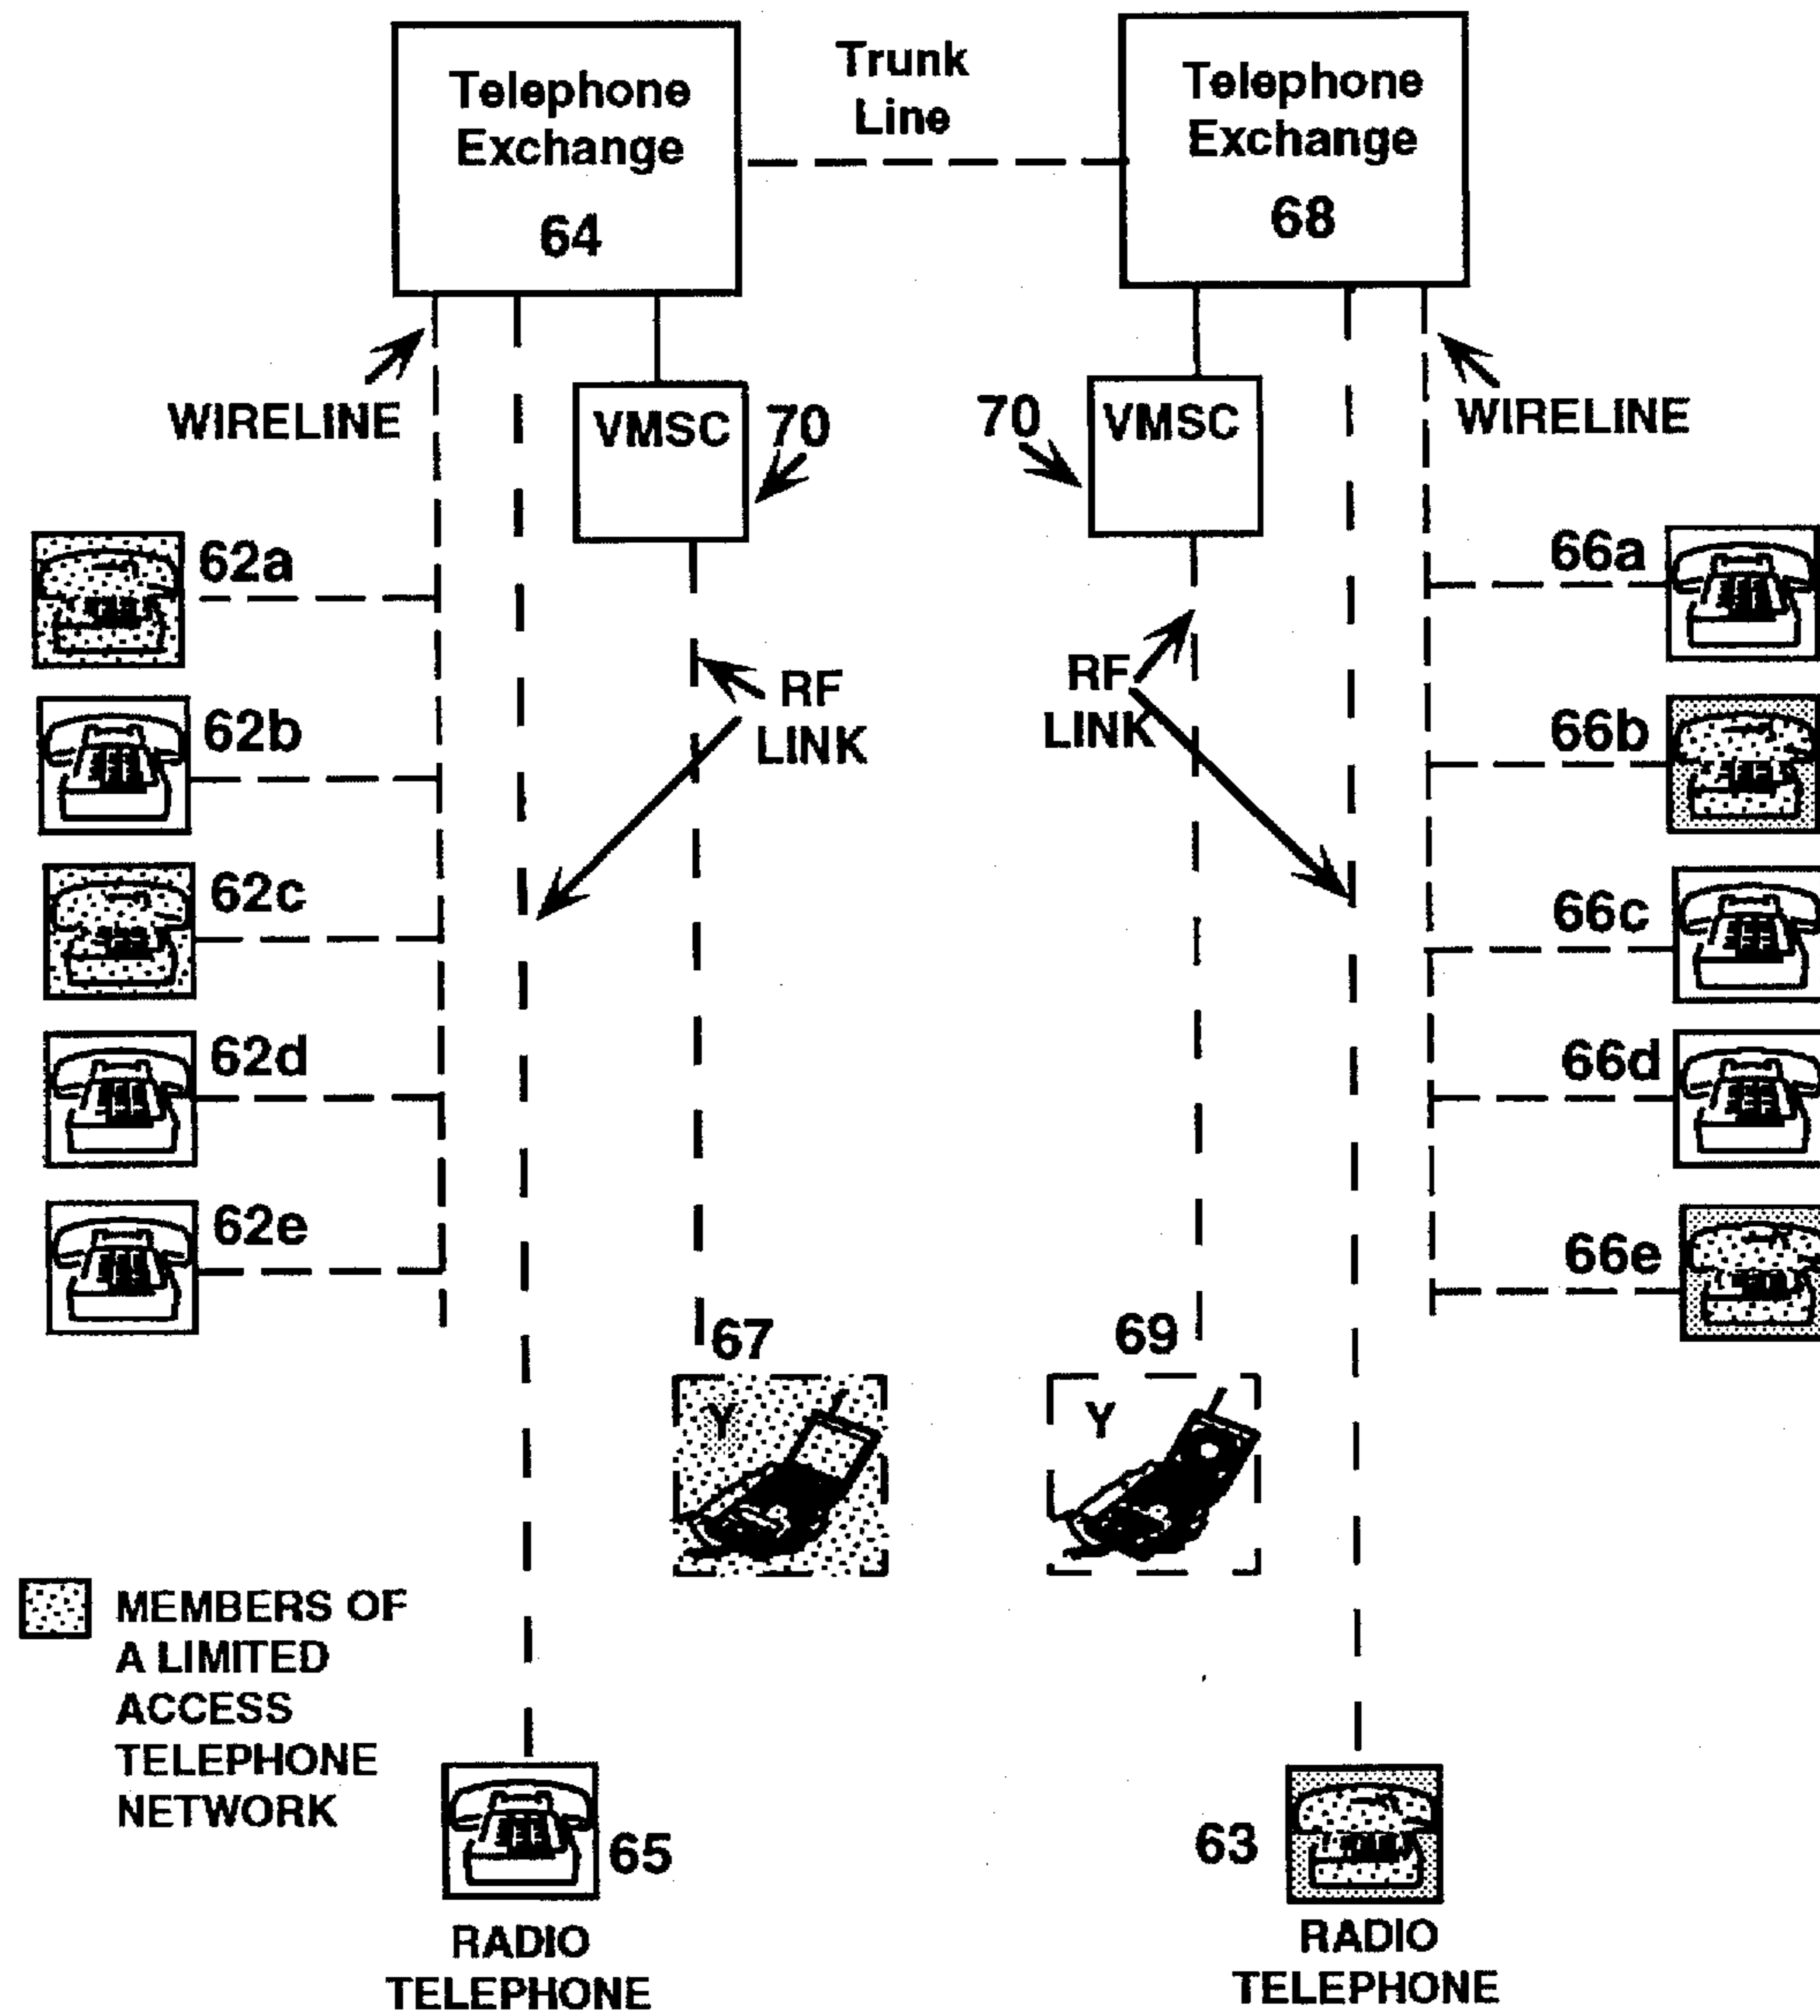 Telephone
Exchange
64
Trunk
Line
Telephone
Exchange
68
WIRELINE
VMSC
70
70
VMSC
WIRELINE
62a
62b
62c
62d
62e
RF
LINK
RF
LINK
66a
66b
66c
66d
66e
67
Y
69
Y
MEMBERS OF
A LIMITED
ACCESS
TELEPHONE
NETWORK
65
RADIO
TELEPHONE
63
RADIO
TELEPHONE